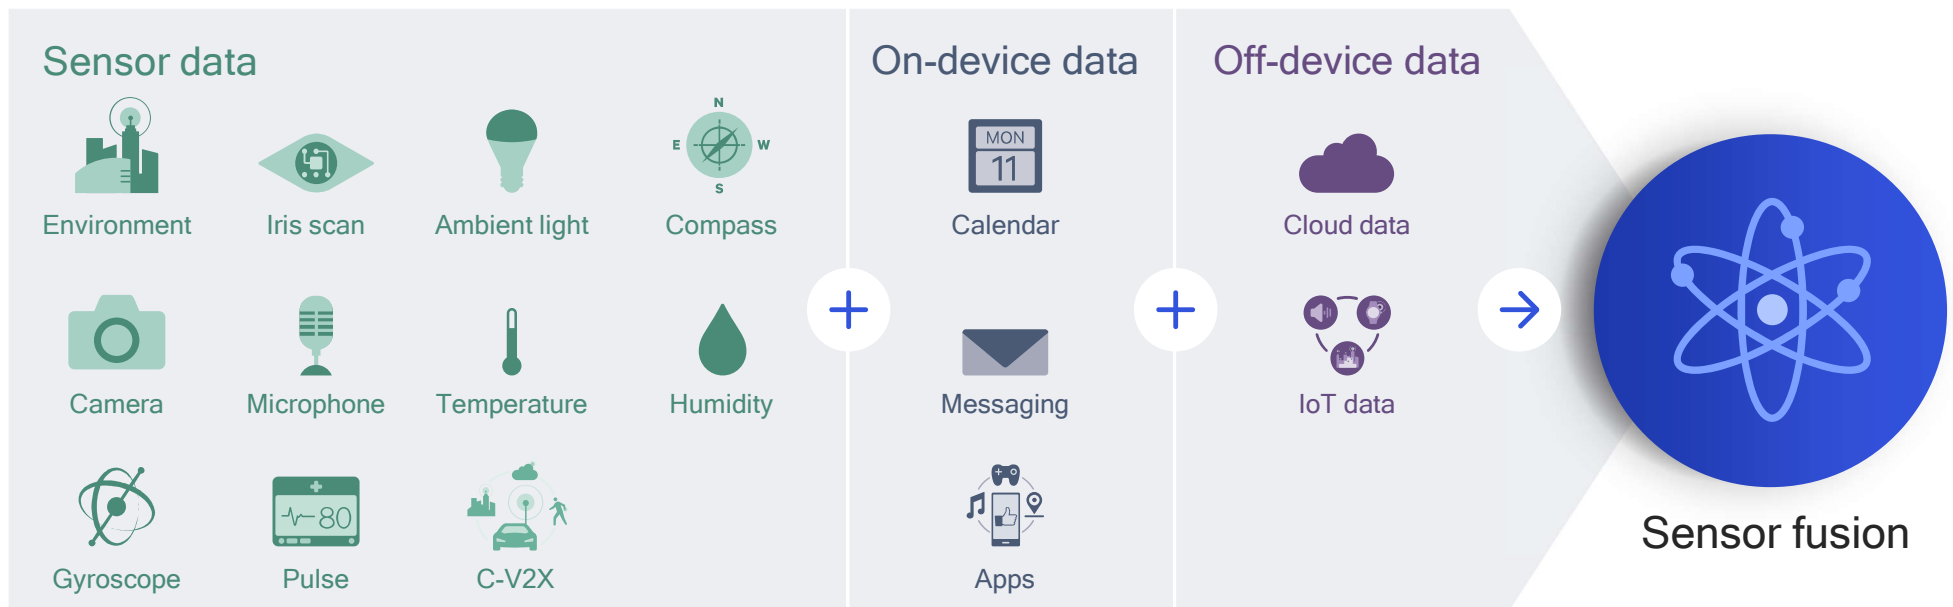 Sensor data
On-device data
Off-device data
N
E
W
S
MON
11
Environment
Iris scan
Ambient light
Compass
Calendar
Cloud data
Camera
Microphone
Temperature
Humidity
Messaging
IoT data
80
Gyroscope
Pulse
C-V2X
Apps
Sensor fusion